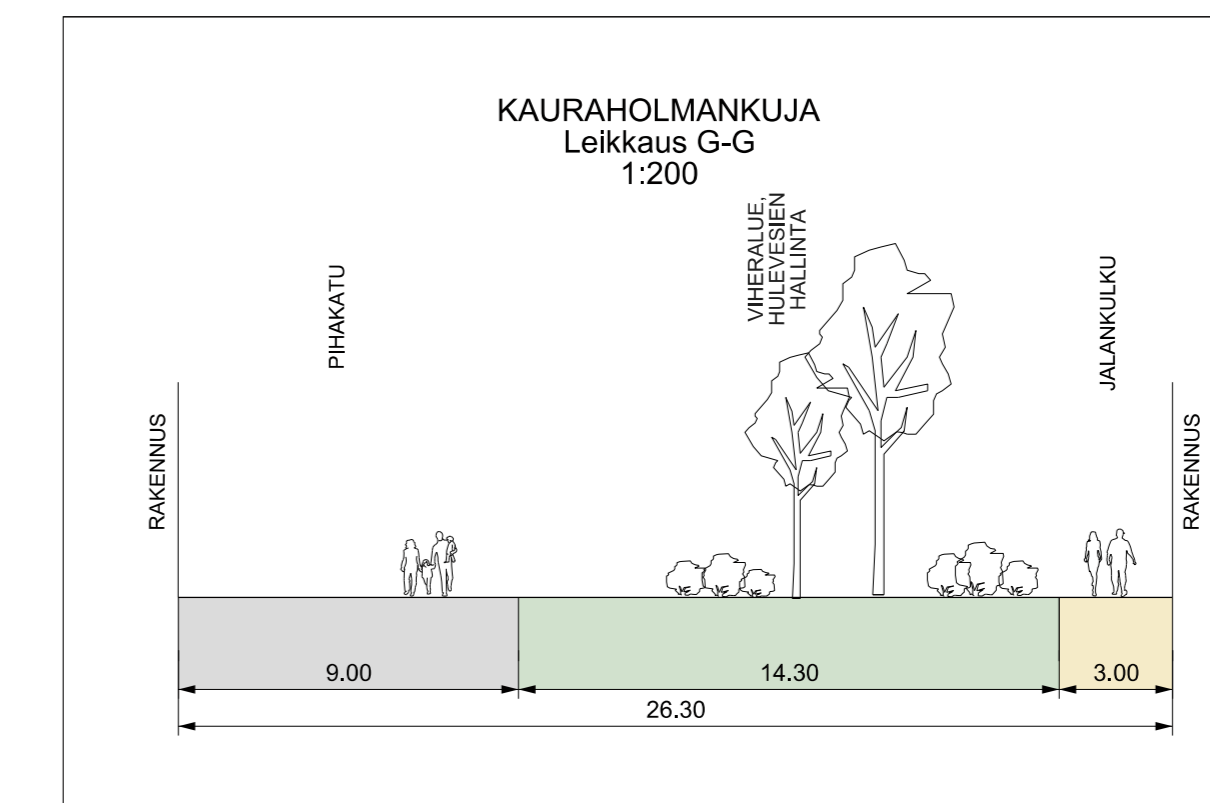 KAURAHOLMANKUJA
Leikkaus G-G
1:200
RAKENNUS
PIHAKATU
VIHERALUE,
HULEVESIEN
HALLINTA
JALANKULKU
RAKENNUS
9.00
14.30
3.00
26.30